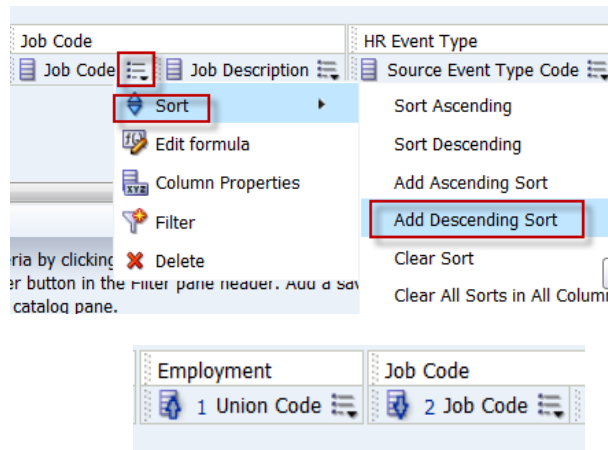 Job Code HR Event Type
Job Code Job Description Source Event Type Code
Sort
Edit formula
Column Properties
Filter
Delete
Sort Ascending
Sort Descending
Add Ascending Sort
Add Descending Sort
Clear Sort
Clear All Sorts in All
eria by clicking
er button in the Filter pane header. Add a
catalog pane.
Employment Job Code
1 Union Code 2 Job Code